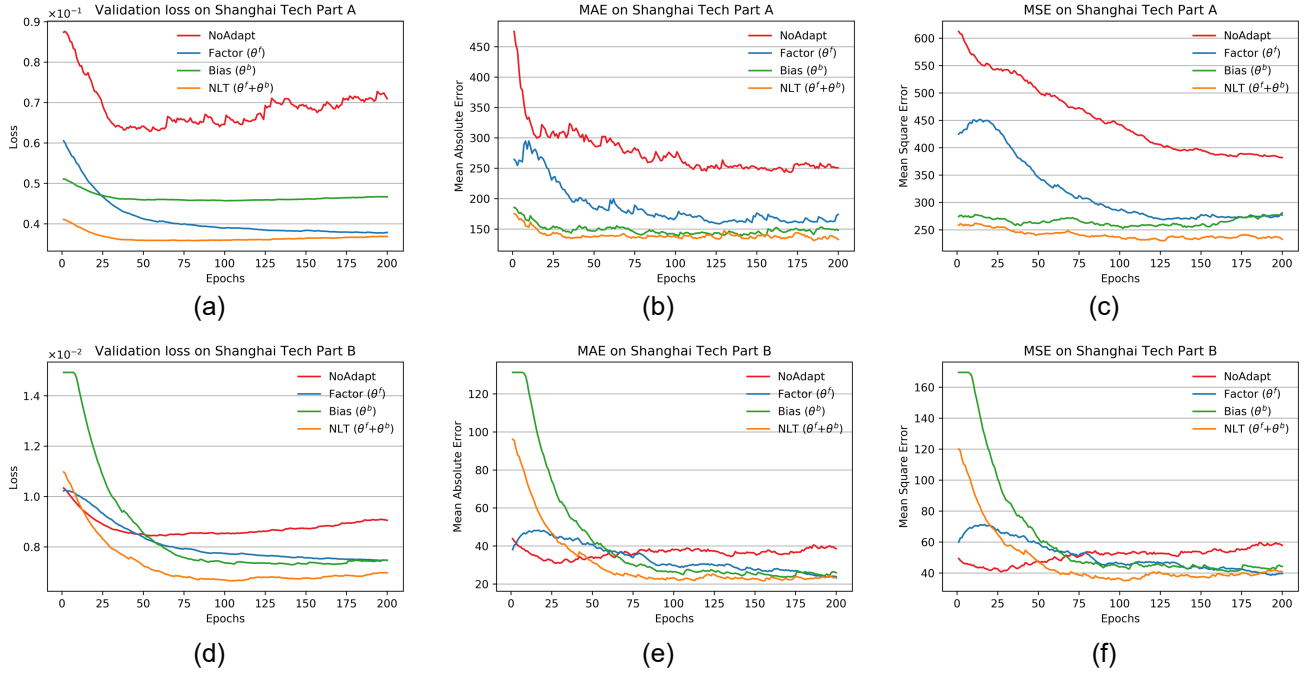 Validation loss on Shanghai Tech Part A
×10⁻¹
0.9
0.8
0.7
0.6
0.5
0.4
Loss
NoAdapt
Factor (θᶠ)
Bias (θᵇ)
NLT (θᶠ+θᵇ)
0 25 50 75 100 125 150 175 200
Epochs
(a)
MAE on Shanghai Tech Part A
450
400
350
300
250
200
150
Mean Absolute Error
NoAdapt
Factor (θᶠ)
Bias (θᵇ)
NLT (θᶠ+θᵇ)
0 25 50 75 100 125 150 175 200
Epochs
(b)
MSE on Shanghai Tech Part A
600
550
500
450
400
350
300
250
Mean Square Error
NoAdapt
Factor (θᶠ)
Bias (θᵇ)
NLT (θᶠ+θᵇ)
0 25 50 75 100 125 150 175 200
Epochs
(c)
Validation loss on Shanghai Tech Part B
×10⁻²
1.4
1.2
1.0
0.8
Loss
NoAdapt
Factor (θᶠ)
Bias (θᵇ)
NLT (θᶠ+θᵇ)
0 25 50 75 100 125 150 175 200
Epochs
(d)
MAE on Shanghai Tech Part B
120
100
80
60
40
20
Mean Absolute Error
NoAdapt
Factor (θᶠ)
Bias (θᵇ)
NLT (θᶠ+θᵇ)
0 25 50 75 100 125 150 175 200
Epochs
(e)
MSE on Shanghai Tech Part B
160
140
120
100
80
60
40
Mean Square Error
NoAdapt
Factor (θᶠ)
Bias (θᵇ)
NLT (θᶠ+θᵇ)
0 25 50 75 100 125 150 175 200
Epochs
(f)